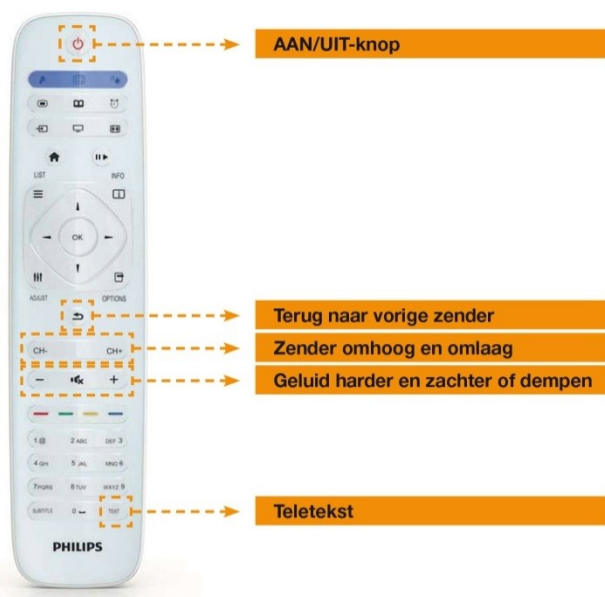 AAN/UIT-knop
LIST INFO
OK
ADJUST OPTIONS
Terug naar vorige zender
CH- CH+
Zender omhoog en omlaag
- +
Geluid harder en zachter of dempen
1.@ 2 ABC DEF 3
4 GHI 5 JKL MNO 6
7 PQRS 8 TUV WXYZ 9
SUBTITLE 0 TEXT
Teletekst
PHILIPS